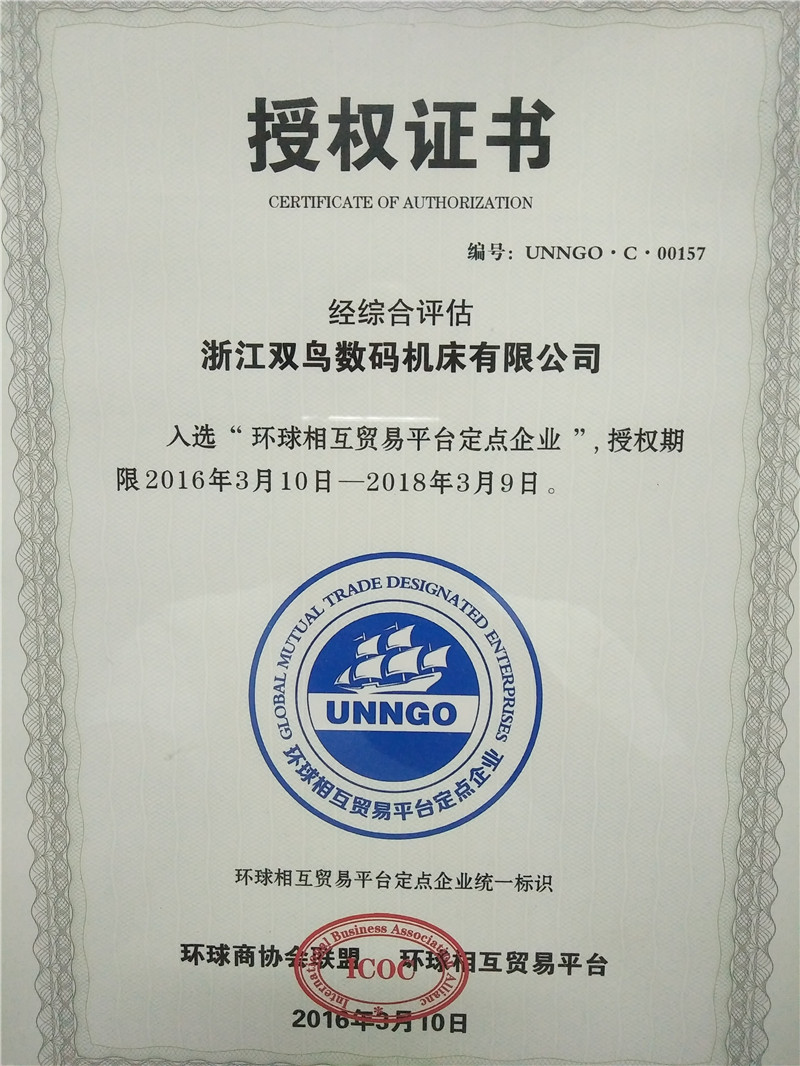 授权证书
CERTIFICATE OF AUTHORIZATION
编号：UNNGO·C·00157
经综合评估
浙江双鸟数码机床有限公司
入选“环球相互贸易平台定点企业”，授权期
限2016年3月10日—2018年3月9日。
GLOBAL MUTUAL TRADE DESIGNATED ENTERPRISES
UNNGO
环球相互贸易平台定点企业
环球相互贸易平台定点企业统一标识
环球商协会联盟 环球相互贸易平台
International Business Association Allianc
ICOC
2016年3月10日